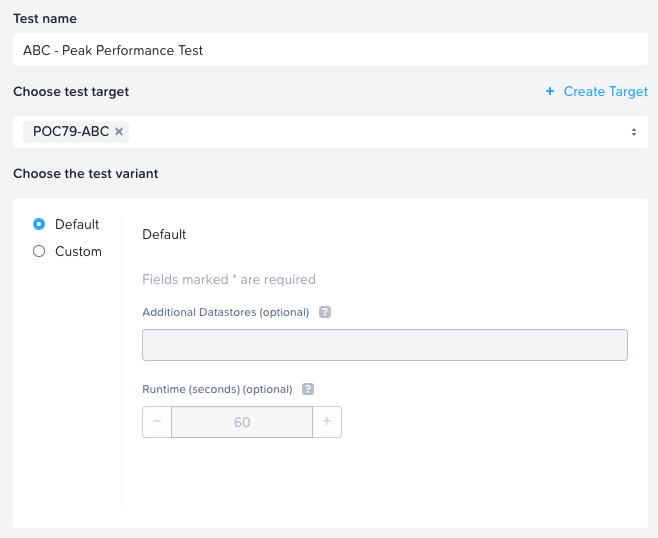 Test name
ABC - Peak Performance Test
Choose test target
+ Create Target
POC79-ABC ×
Choose the test variant
Default
Custom
Default
Fields marked * are required
Additional Datastores (optional) ?
Runtime (seconds) (optional) ?
− 60 +